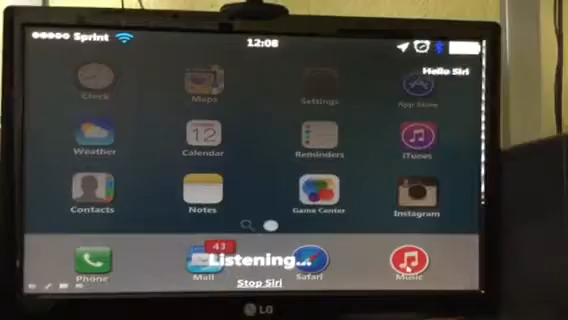 Sprint
12:08
Hello Siri
Clock
Maps
Settings
App Store
Weather
12
Calendar
Reminders
iTunes
Contacts
Notes
Game Center
Instagram
43
Listening...
Phone
Mail
Safari
Music
Stop Siri
LG